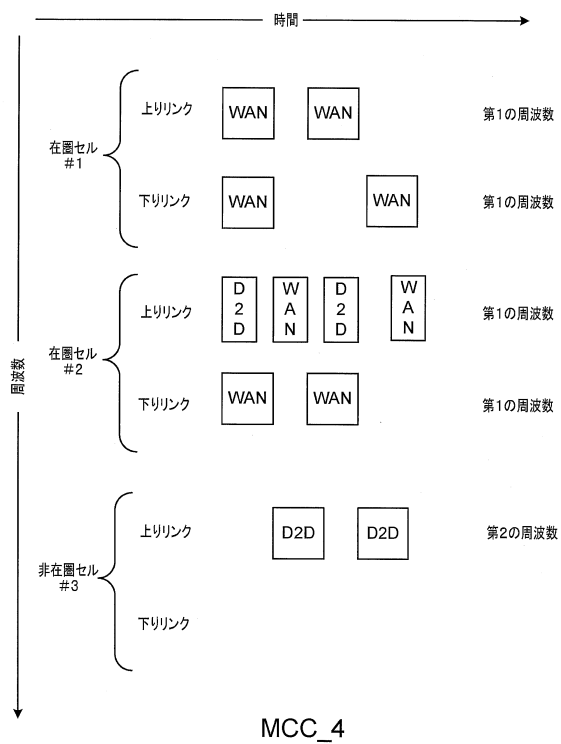 時間
上りリンク
WAN
WAN
第1の周波数
在圏セル
#1
下りリンク
WAN
WAN
第1の周波数
上りリンク
D2D
WAN
D2D
WAN
第1の周波数
在圏セル
#2
周波数
下りリンク
WAN
WAN
第1の周波数
上りリンク
D2D
D2D
第2の周波数
非在圏セル
#3
下りリンク
MCC_4